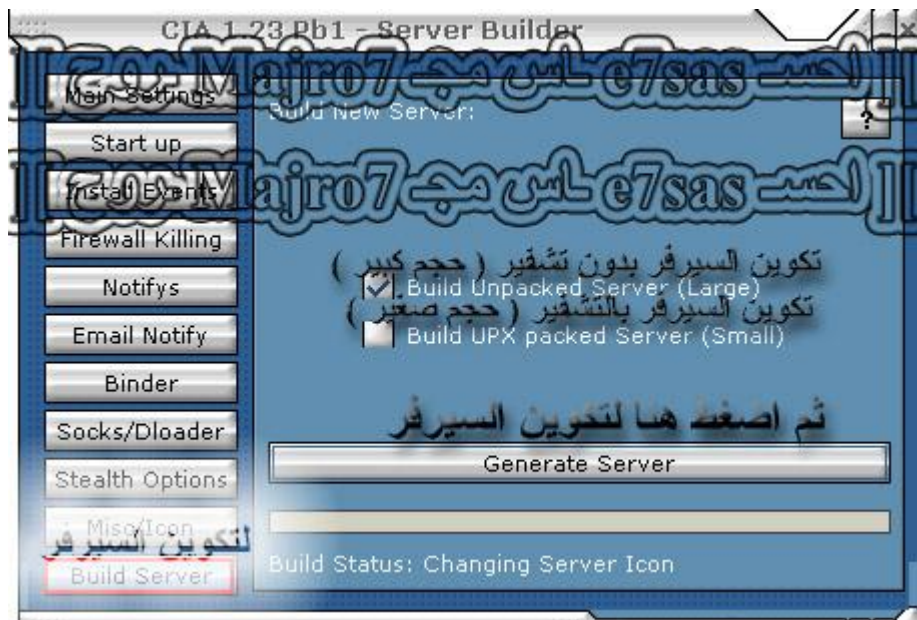 CIA 1.23 Pb1 - Server Builder
[[ احســاس مجـروح Majro7 e7sas ]]
Main Settings
Build New Server:
?
Start up
[[ احســاس مجـروح Majro7 e7sas ]]
Install Events
Firewall Killing
تكوين السيرفر بدون تشفير ( حجم كبير )
Notifys
Build Unpacked Server (Large)
تكوين السيرفر بالتشفير ( حجم صغير )
Email Notify
Build UPX packed Server (Small)
Binder
ثم اضغط هنا لتكوين السيرفر
Socks/Dloader
Generate Server
Stealth Options
Misc/Icon
لتكوين السيرفر
Build Server
Build Status: Changing Server Icon